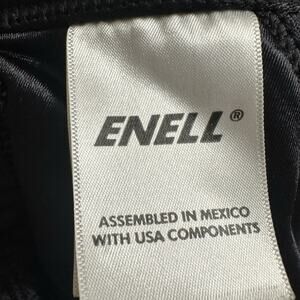 ENELL®
ASSEMBLED IN MEXICO
WITH USA COMPONENTS